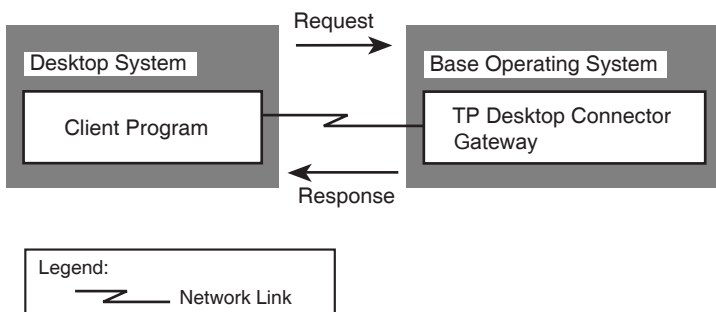 Request
Desktop System
Base Operating System
Client Program
TP Desktop Connector
Gateway
Response
Legend:
Network Link